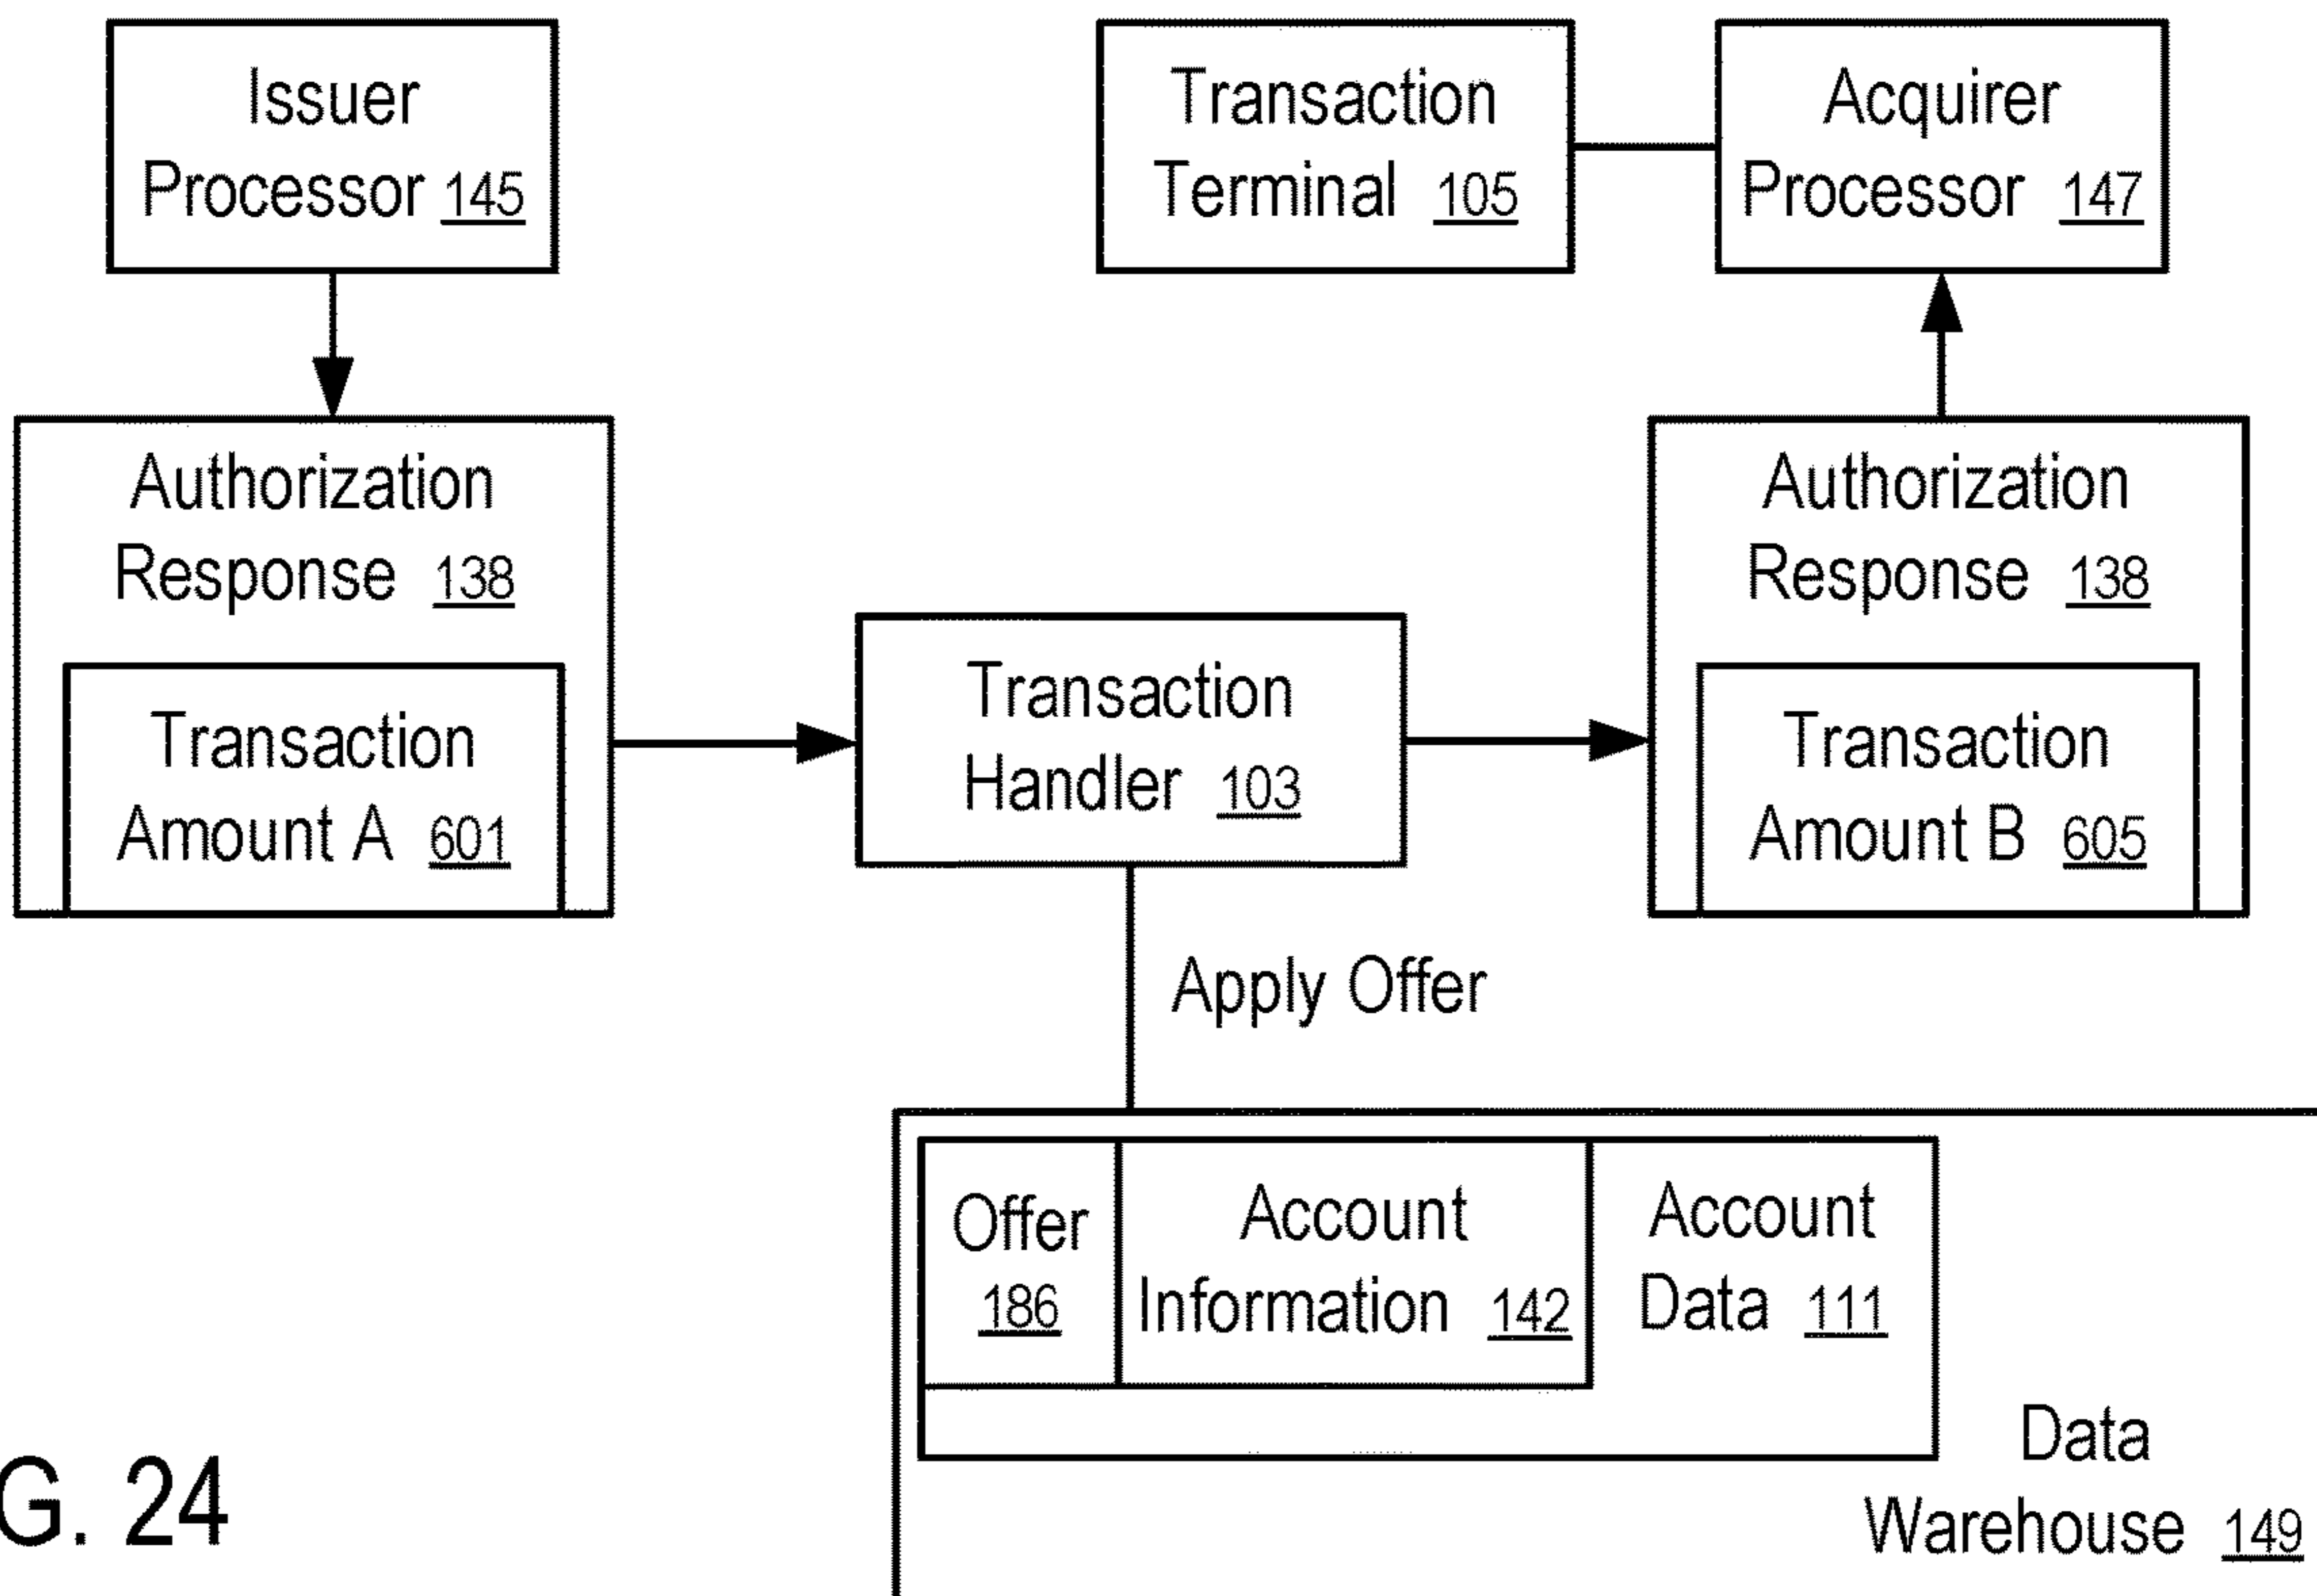 Issuer
Processor 145
Transaction
Terminal 105
Acquirer
Processor 147
Authorization
Response 138
Transaction
Amount A 601
Transaction
Handler 103
Authorization
Response 138
Transaction
Amount B 605
Apply Offer
Offer
186
Account
Information 142
Account
Data 111
Data
Warehouse 149
G. 24